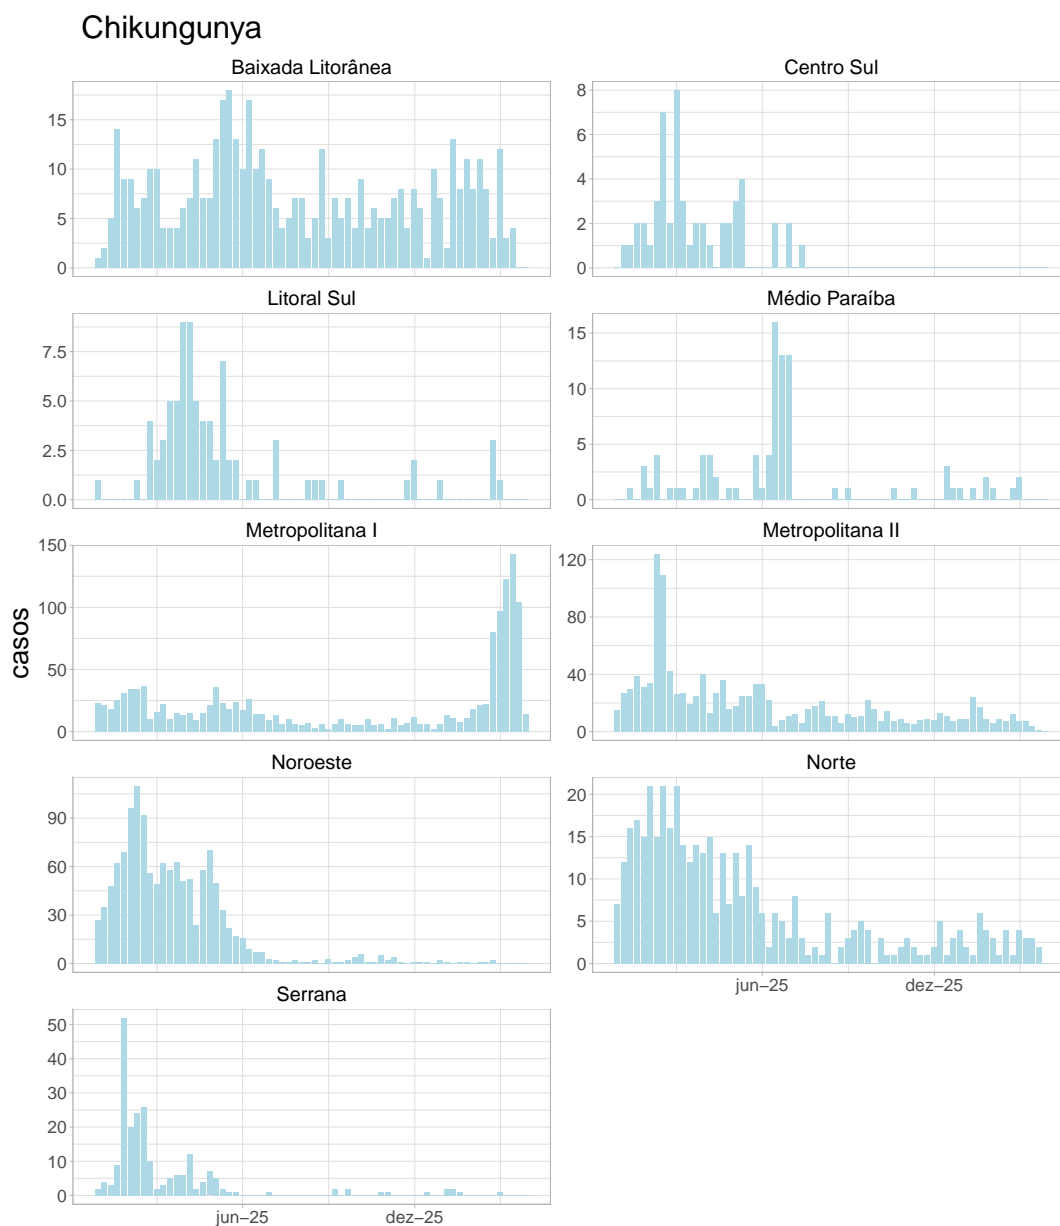 Chikungunya
Baixada Litorânea
Centro Sul
15
10
5
0
8
6
4
2
0
Litoral Sul
Médio Paraíba
7.5
5.0
2.5
0.0
15
10
5
0
Metropolitana I
Metropolitana II
150
100
50
0
120
80
40
0
casos
Noroeste
Norte
90
60
30
0
20
15
10
5
0
jun−25
dez−25
Serrana
50
40
30
20
10
0
jun−25
dez−25